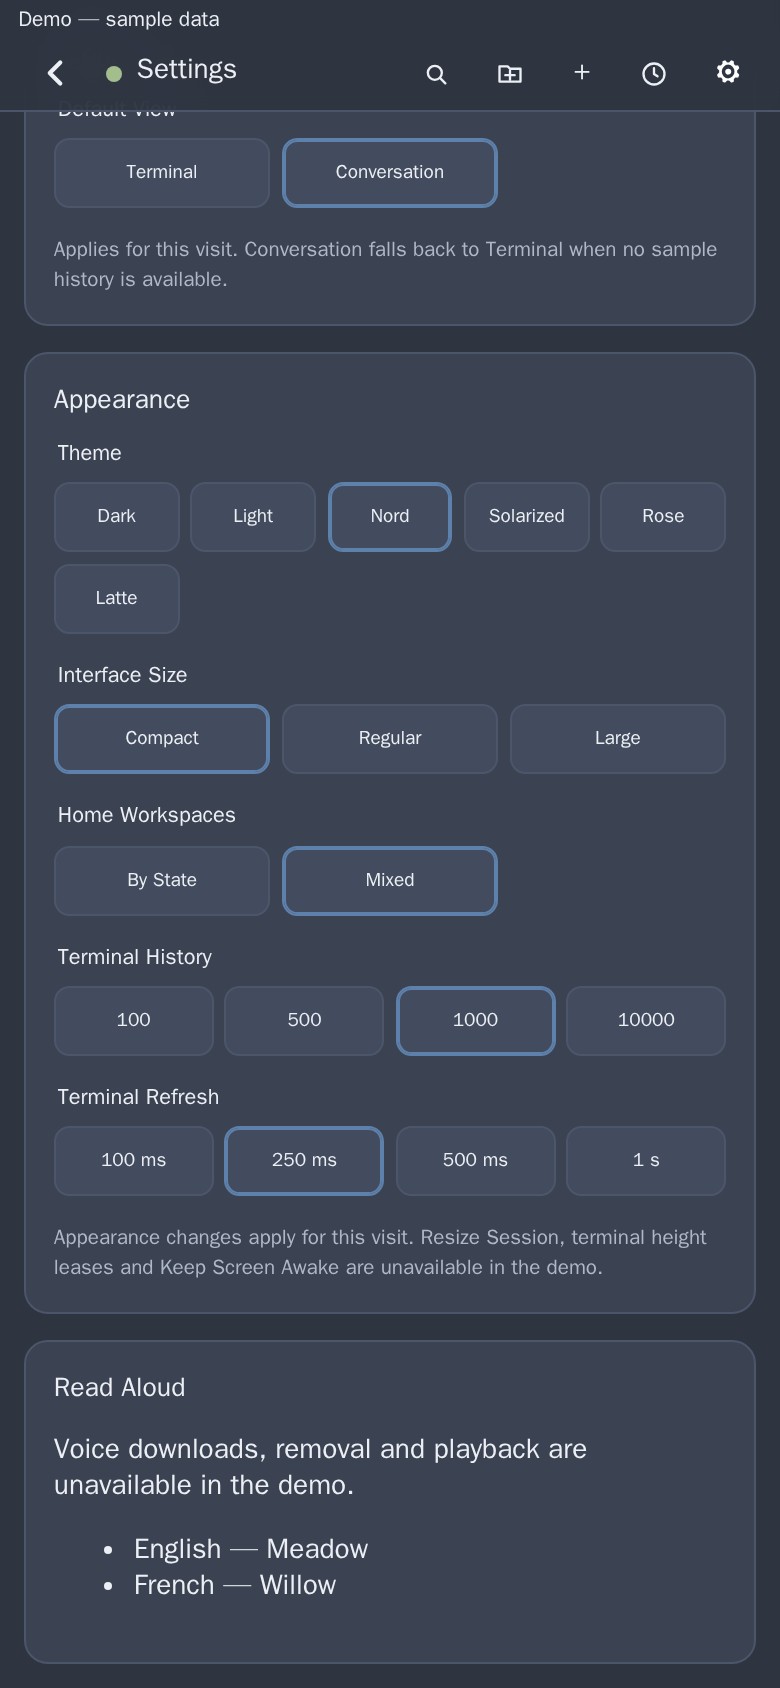 Demo — sample data
Settings
Default View
Terminal
Conversation
Applies for this visit. Conversation falls back to Terminal when no sample
history is available.
Appearance
Theme
Dark
Light
Nord
Solarized
Rose
Latte
Interface Size
Compact
Regular
Large
Home Workspaces
By State
Mixed
Terminal History
100
500
1000
10000
Terminal Refresh
100 ms
250 ms
500 ms
1 s
Appearance changes apply for this visit. Resize Session, terminal height
leases and Keep Screen Awake are unavailable in the demo.
Read Aloud
Voice downloads, removal and playback are
unavailable in the demo.
• English — Meadow
• French — Willow